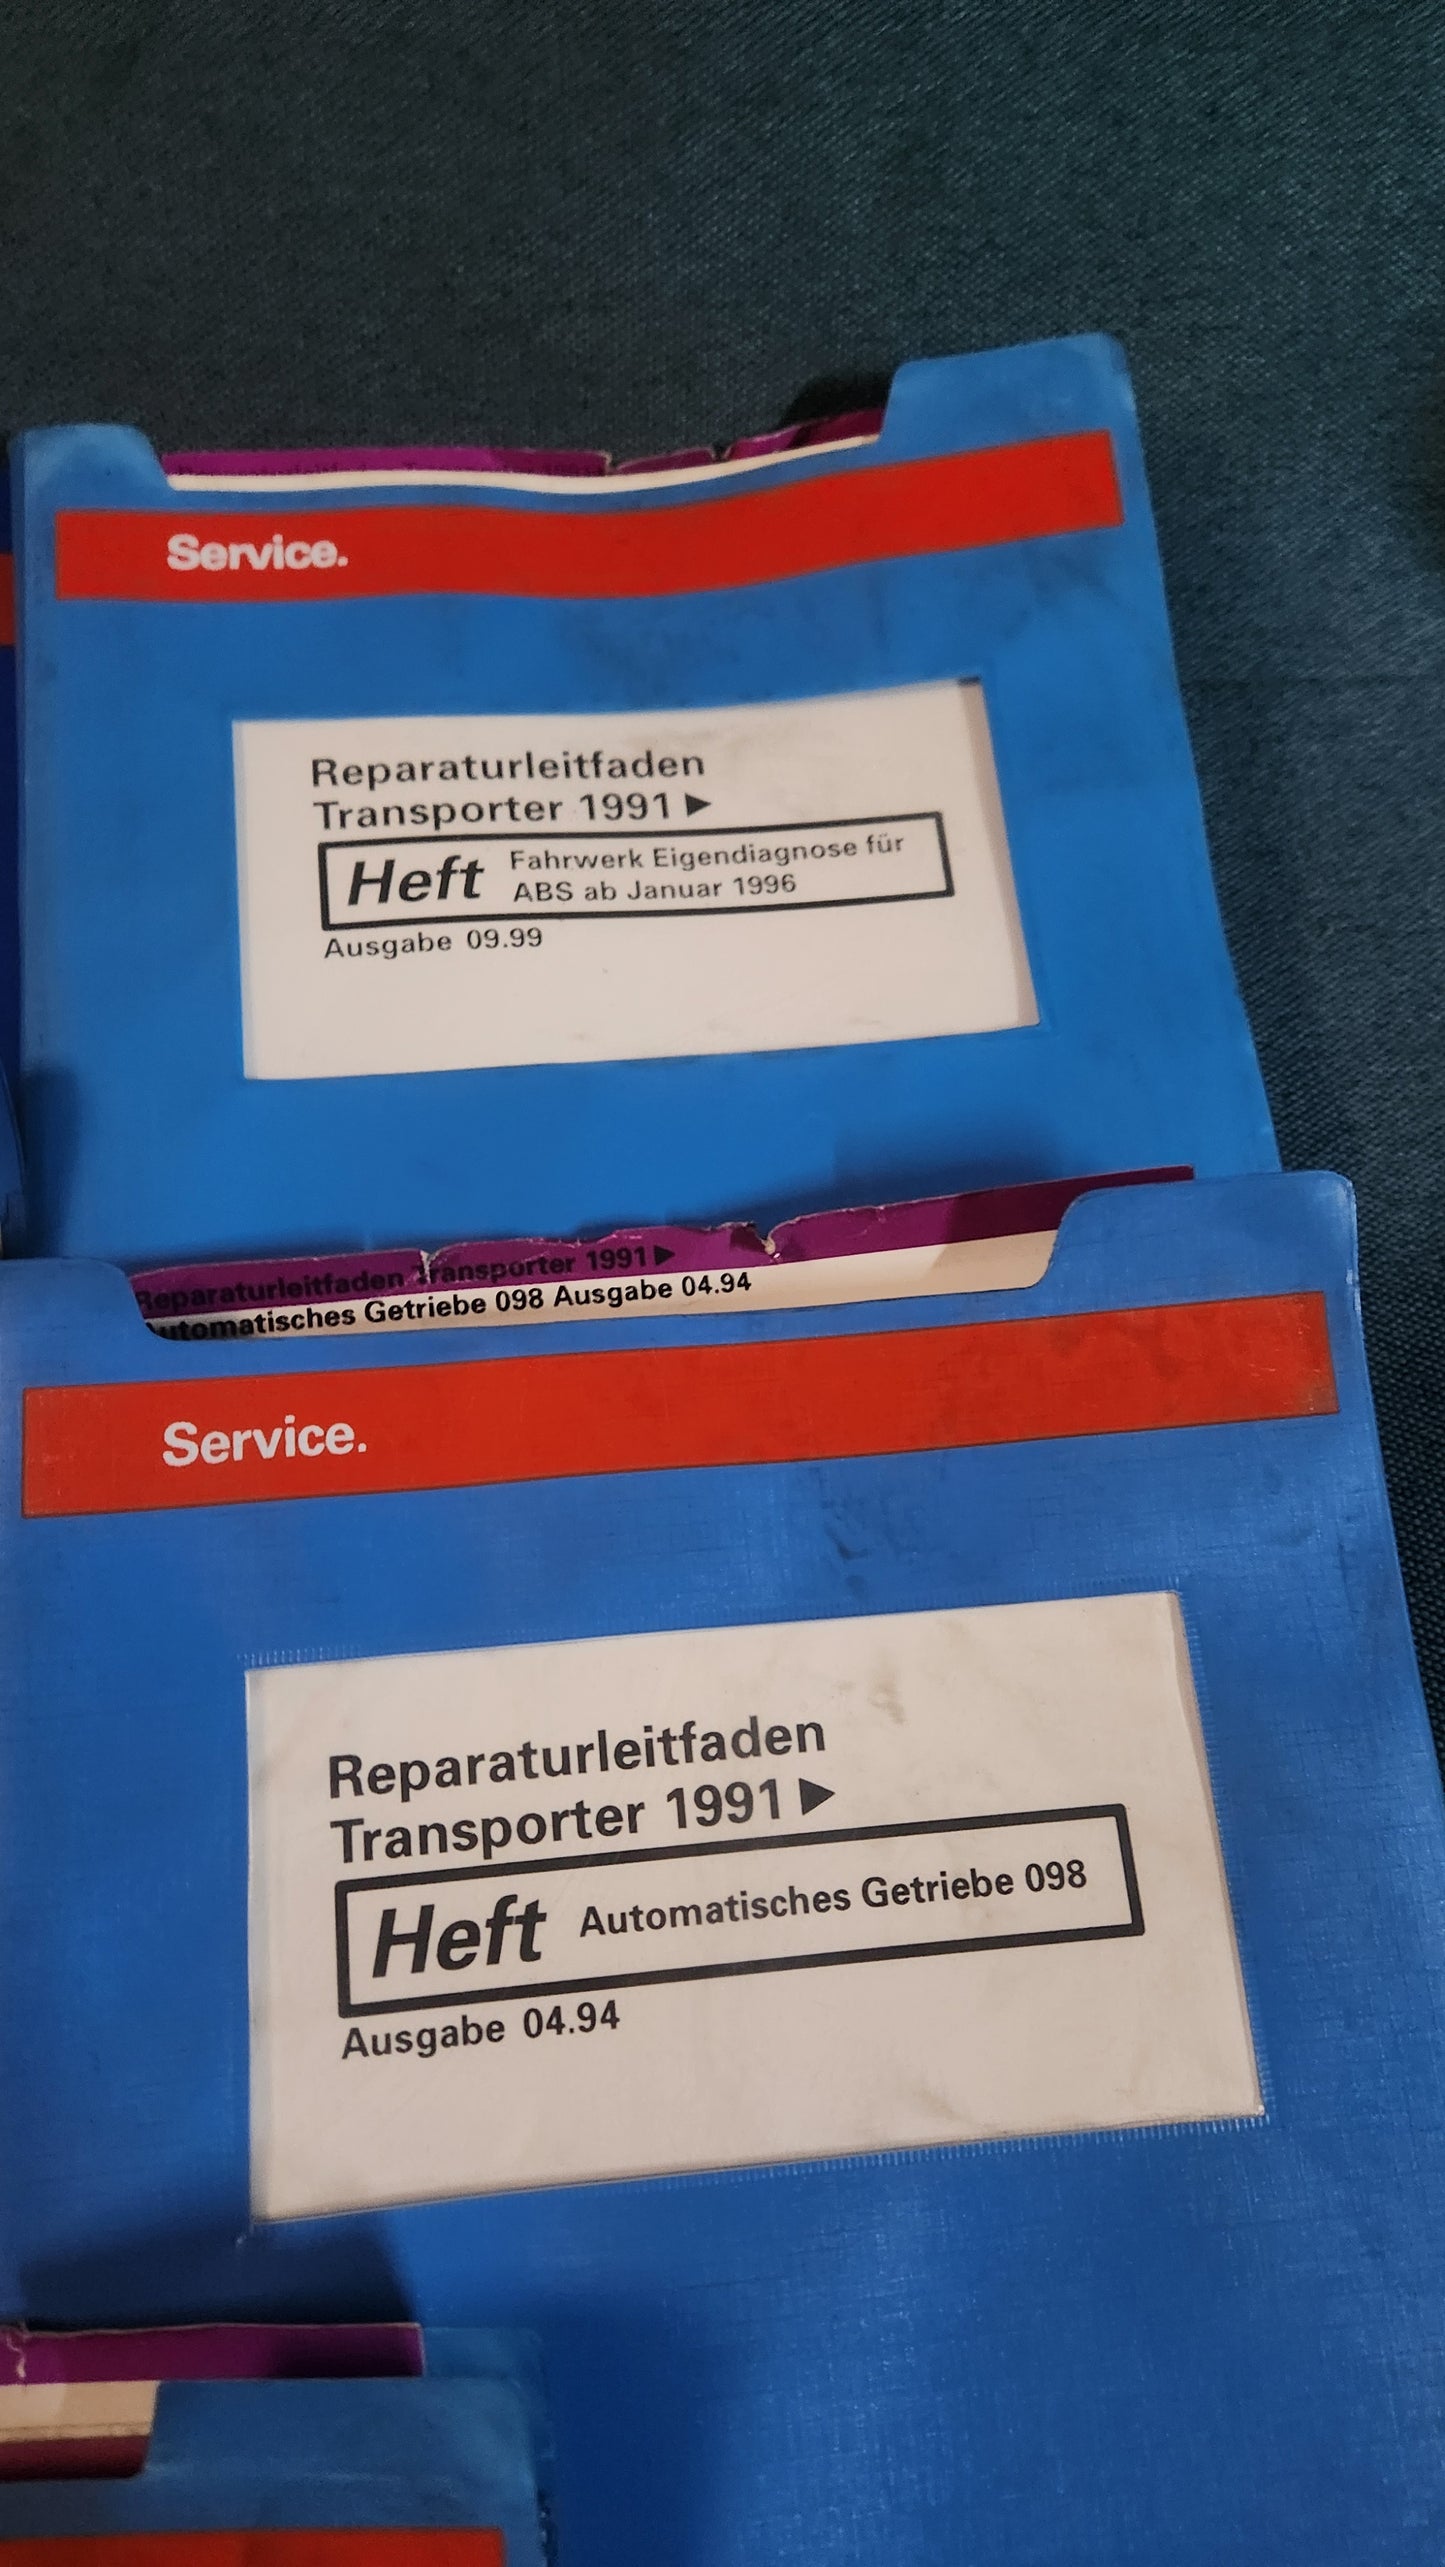 Service.
Reparaturleitfaden
Transporter 1991 ►
Heft Fahrwerk Eigendiagnose für
ABS ab Januar 1996
Ausgabe 09.99
Reparaturleitfaden Transporter 1991 ►
Automatisches Getriebe 098 Ausgabe 04.94
Service.
Reparaturleitfaden
Transporter 1991 ►
Heft Automatisches Getriebe 098
Ausgabe 04.94